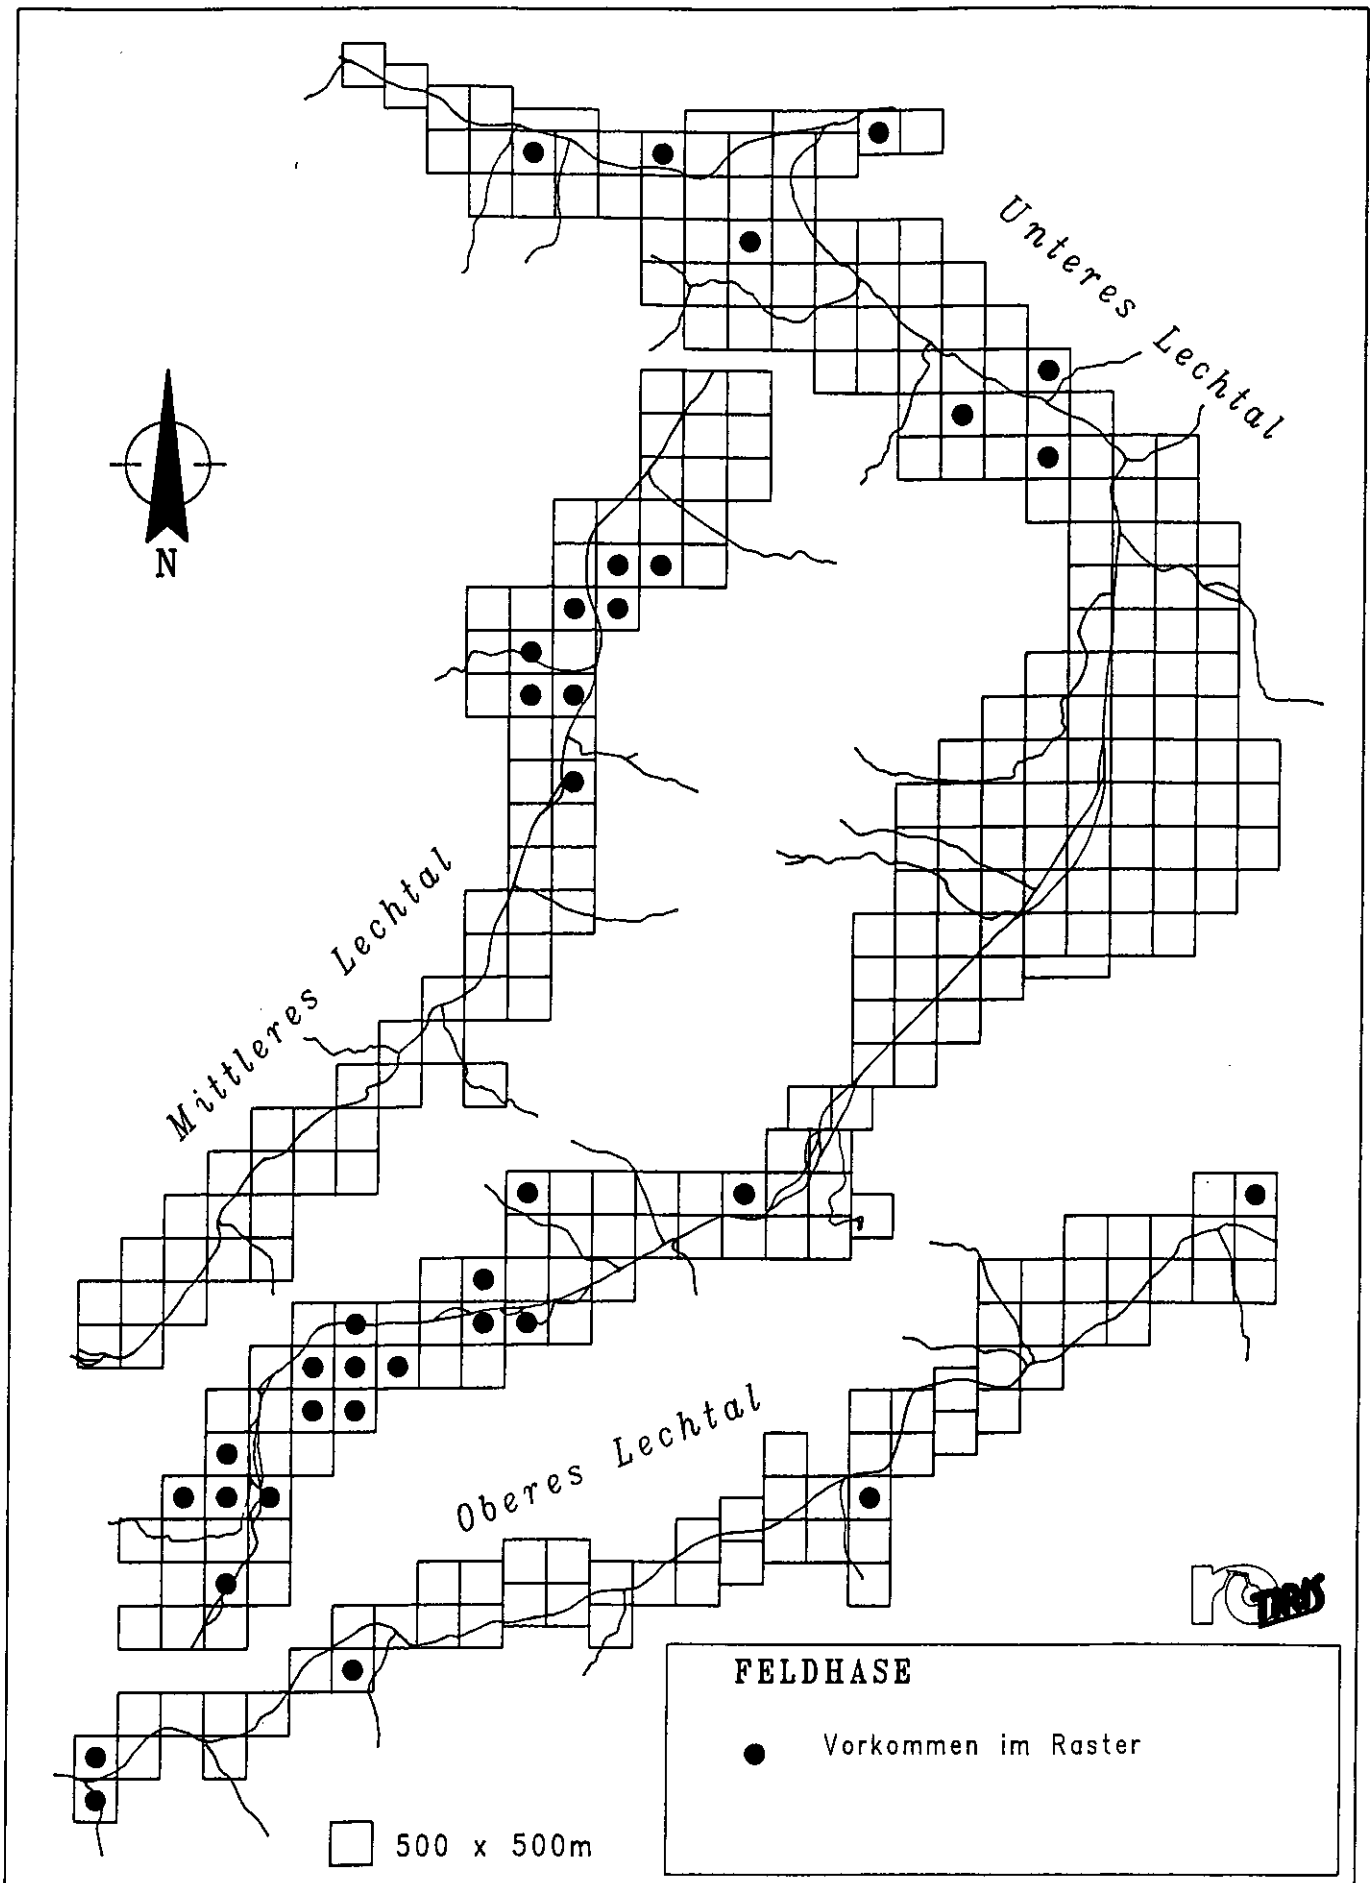 Unteres Lechtal
N
Mittleres Lechtal
Oberes Lechtal
TIRIS
FELDHASE
Vorkommen im Raster
500 x 500m